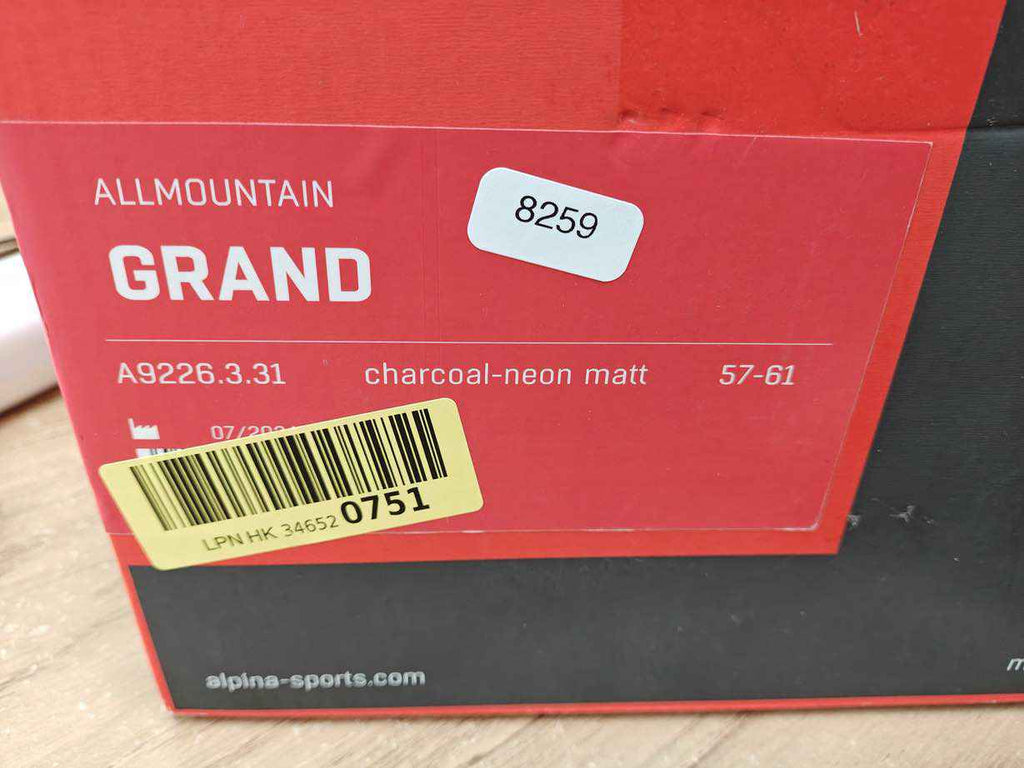 ALLMOUNTAIN
8259
GRAND
A9226.3.31 charcoal-neon matt 57-61
LPN HK 34652 0751
alpina-sports.com